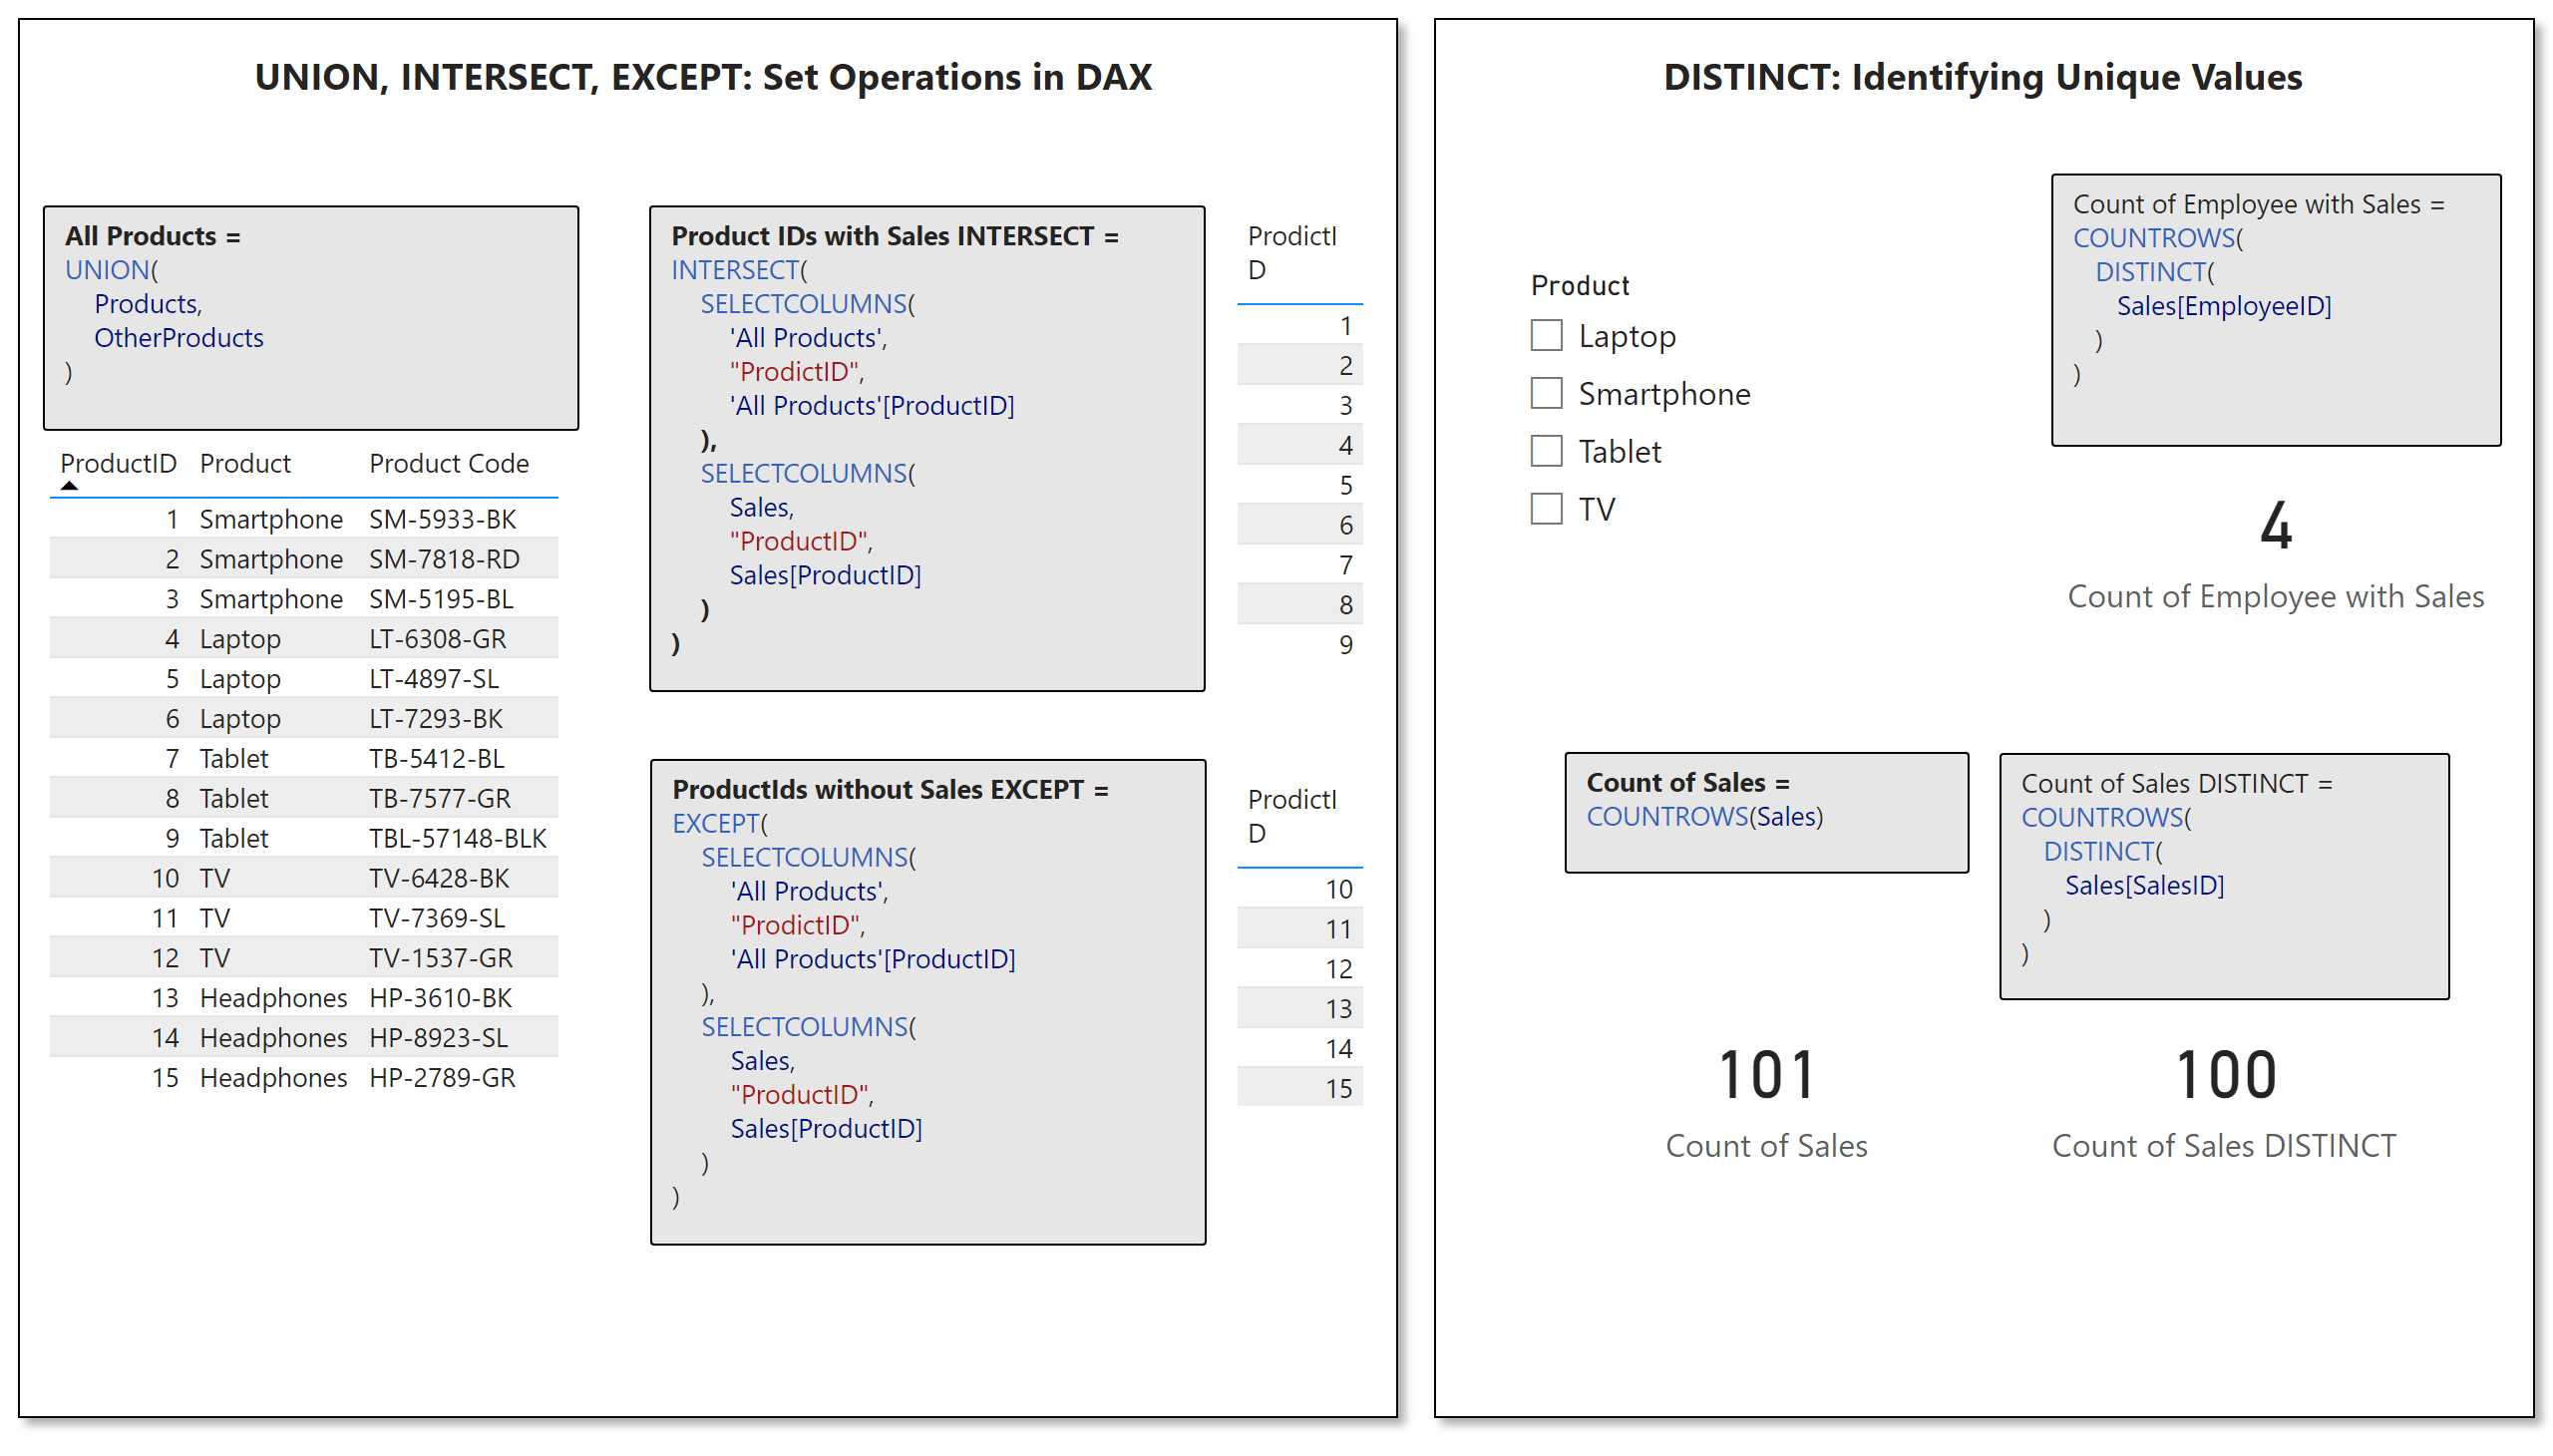 UNION, INTERSECT, EXCEPT: Set Operations in DAX
All Products =
UNION(
Products,
OtherProducts
)
ProductID Product Product Code
1 Smartphone SM-5933-BK
2 Smartphone SM-7818-RD
3 Smartphone SM-5195-BL
4 Laptop LT-6308-GR
5 Laptop LT-4897-SL
6 Laptop LT-7293-BK
7 Tablet TB-5412-BL
8 Tablet TB-7577-GR
9 Tablet TBL-57148-BLK
10 TV TV-6428-BK
11 TV TV-7369-SL
12 TV TV-1537-GR
13 Headphones HP-3610-BK
14 Headphones HP-8923-SL
15 Headphones HP-2789-GR
Product IDs with Sales INTERSECT =
INTERSECT(
SELECTCOLUMNS(
'All Products',
"ProdictID",
'All Products'[ProductID]
),
SELECTCOLUMNS(
Sales,
"ProductID",
Sales[ProductID]
)
)
ProdictI
D
1
2
3
4
5
6
7
8
9
ProductIds without Sales EXCEPT =
EXCEPT(
SELECTCOLUMNS(
'All Products',
"ProdictID",
'All Products'[ProductID]
),
SELECTCOLUMNS(
Sales,
"ProductID",
Sales[ProductID]
)
)
ProdictI
D
10
11
12
13
14
15
DISTINCT: Identifying Unique Values
Product
Laptop
Smartphone
Tablet
TV
Count of Employee with Sales =
COUNTROWS(
DISTINCT(
Sales[EmployeeID]
)
)
4
Count of Employee with Sales
Count of Sales =
COUNTROWS(Sales)
101
Count of Sales
Count of Sales DISTINCT =
COUNTROWS(
DISTINCT(
Sales[SalesID]
)
)
100
Count of Sales DISTINCT